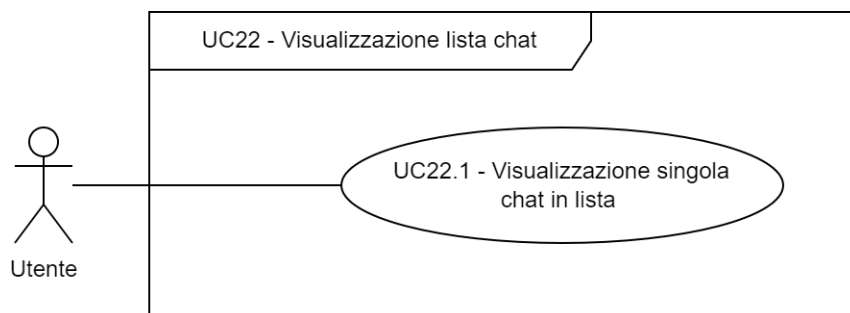 UC22 - Visualizzazione lista chat
UC22.1 - Visualizzazione singola
chat in lista
Utente